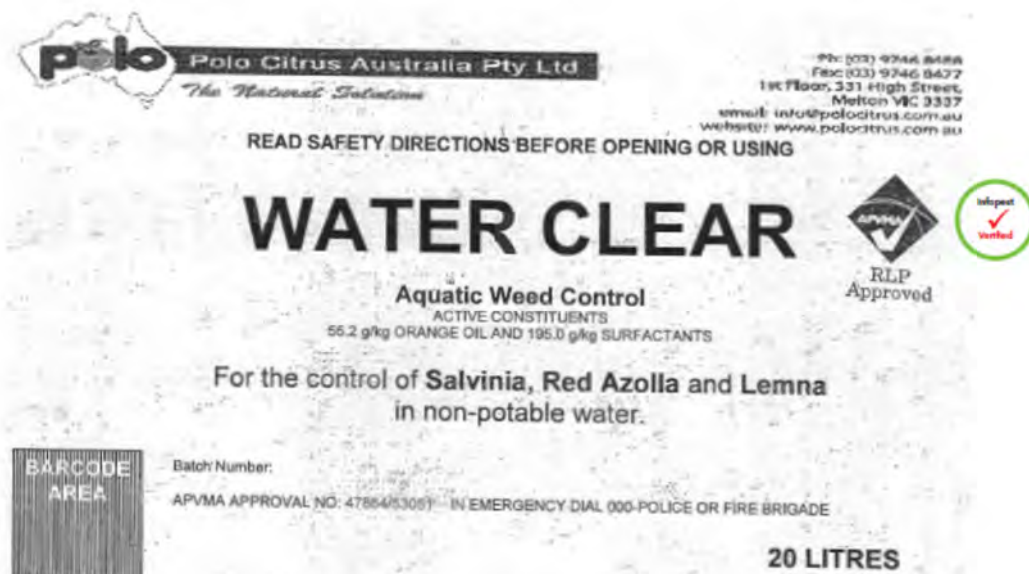 polo
Polo Citrus Australia Pty Ltd
The Natural Solution
Ph: (03) 9746 8488
Fax: (03) 9746 8477
1st Floor, 331 High Street,
Melton VIC 3337
email: info@polocitrus.com.au
website: www.polocitrus.com.au
READ SAFETY DIRECTIONS BEFORE OPENING OR USING
WATER CLEAR
APVMA
RLP
Approved
Infopest
Verified
Aquatic Weed Control
ACTIVE CONSTITUENTS
55.2 g/kg ORANGE OIL AND 195.0 g/kg SURFACTANTS
For the control of Salvinia, Red Azolla and Lemna
in non-potable water.
BARCODE
AREA
Batch Number:
APVMA APPROVAL NO: 47864/53051 IN EMERGENCY DIAL 000-POLICE OR FIRE BRIGADE
20 LITRES